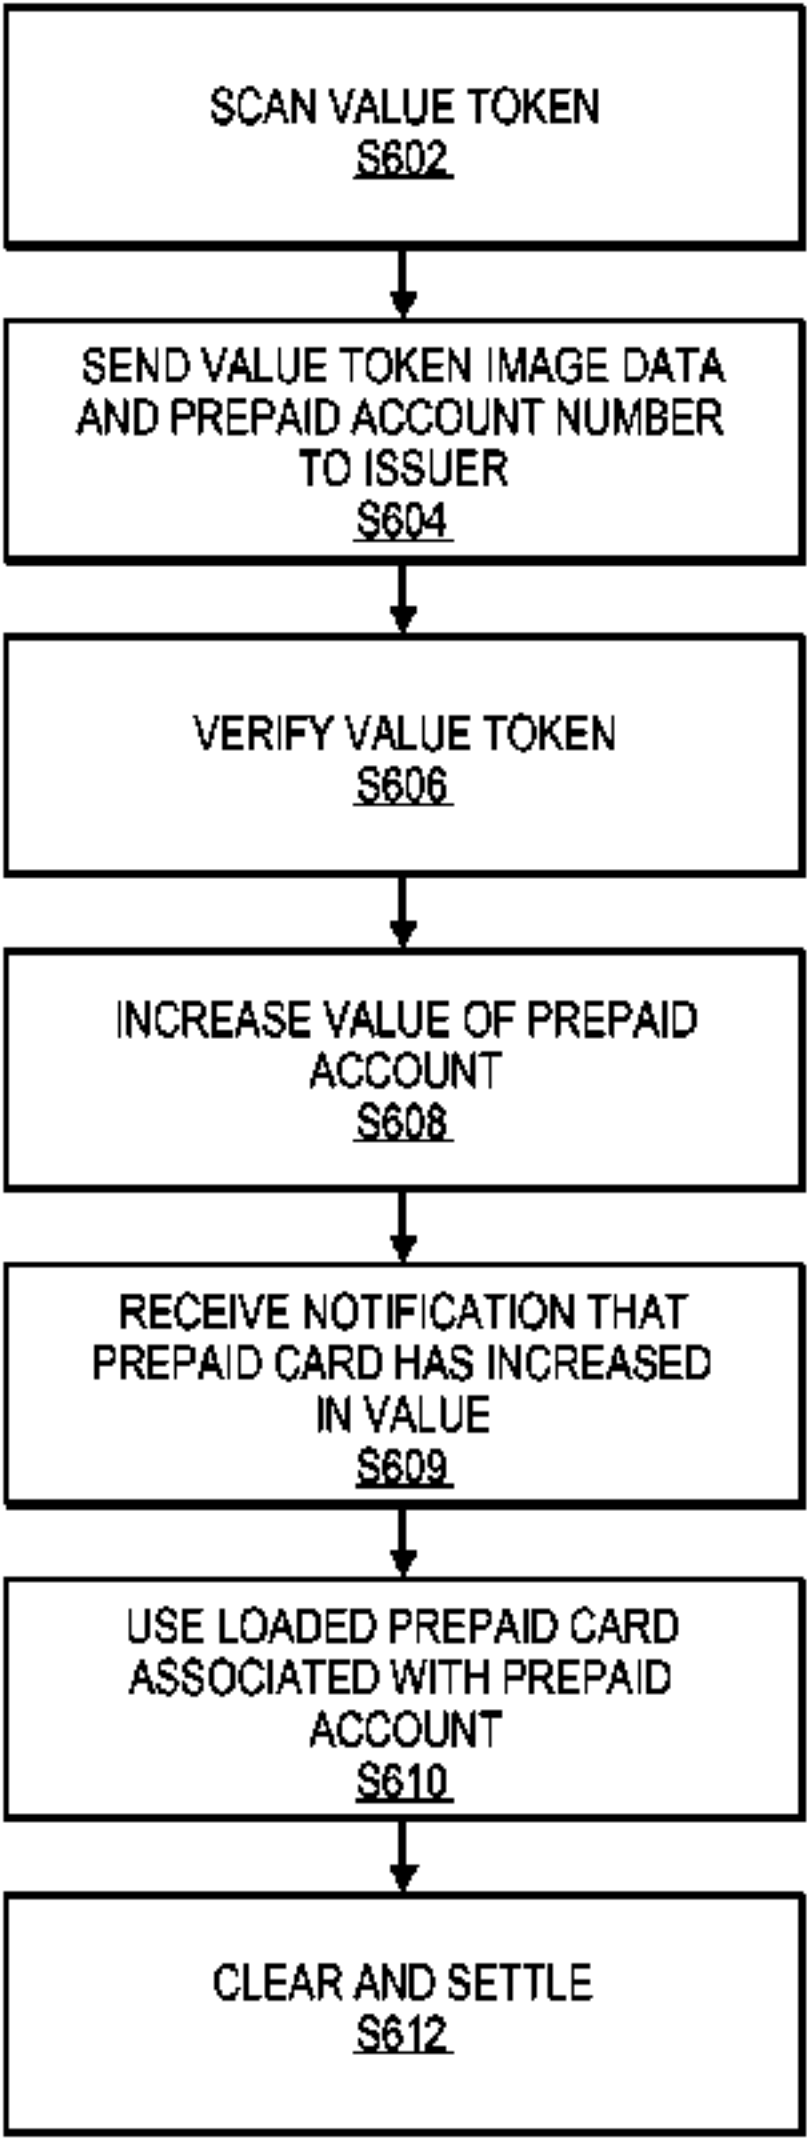 SCAN VALUE TOKEN
S602
SEND VALUE TOKEN IMAGE DATA
AND PREPAID ACCOUNT NUMBER
TO ISSUER
S604
VERIFY VALUE TOKEN
S606
INCREASE VALUE OF PREPAID
ACCOUNT
S608
RECEIVE NOTIFICATION THAT
PREPAID CARD HAS INCREASED
IN VALUE
S609
USE LOADED PREPAID CARD
ASSOCIATED WITH PREPAID
ACCOUNT
S610
CLEAR AND SETTLE
S612